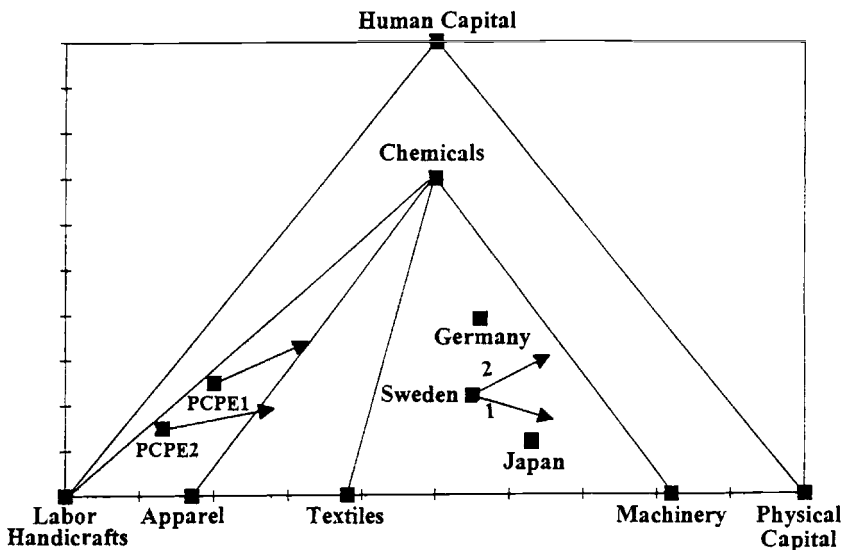 Human Capital
Chemicals
Germany
2
PCPE1
Sweden
1
PCPE2
Japan
Labor Apparel Textiles Machinery Physical
Handicrafts Capital